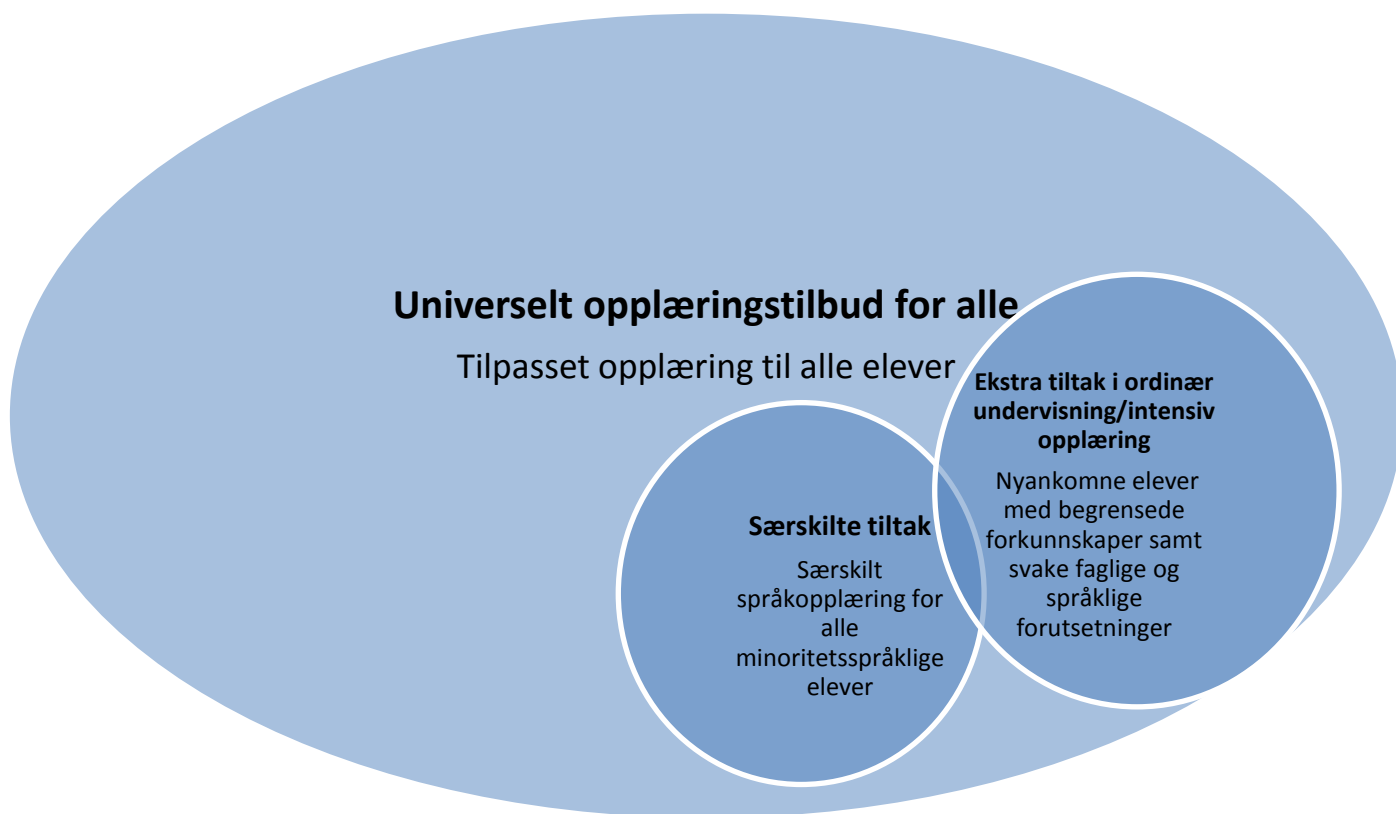 Universelt opplæringstilbud for alle
Tilpasset opplæring til alle elever
Ekstra tiltak i ordinær
undervisning/intensiv
opplæring
Nyankomne elever
med begrensede
forkunnskaper samt
svake faglige og
språklige
forutsetninger
Særskilte tiltak
Særskilt
språkopplæring for
alle
minoritetsspråklige
elever